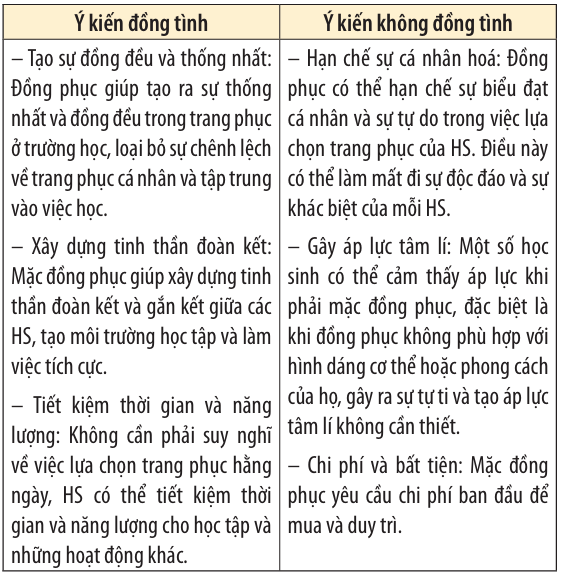 Ý kiến đồng tình
– Tạo sự đồng đều và thống nhất:
Đồng phục giúp tạo ra sự thống
nhất và đồng đều trong trang phục
ở trường học, loại bỏ sự chênh lệch
về trang phục cá nhân và tập trung
vào việc học.
– Xây dựng tinh thần đoàn kết:
Mặc đồng phục giúp xây dựng tinh
thần đoàn kết và gắn kết giữa các
HS, tạo môi trường học tập và làm
việc tích cực.
– Tiết kiệm thời gian và năng
lượng: Không cần phải suy nghĩ
về việc lựa chọn trang phục hằng
ngày, HS có thể tiết kiệm thời
gian và năng lượng cho học tập và
những hoạt động khác.
Ý kiến không đồng tình
– Hạn chế sự cá nhân hoá: Đồng
phục có thể hạn chế sự biểu đạt
cá nhân và sự tự do trong việc lựa
chọn trang phục của HS. Điều này
có thể làm mất đi sự độc đáo và sự
khác biệt của mỗi HS.
– Gây áp lực tâm lí: Một số học
sinh có thể cảm thấy áp lực khi
phải mặc đồng phục, đặc biệt là
khi đồng phục không phù hợp với
hình dáng cơ thể hoặc phong cách
của họ, gây ra sự tự ti và tạo áp lực
tâm lí không cần thiết.
– Chi phí và bất tiện: Mặc đồng
phục yêu cầu chi phí ban đầu để
mua và duy trì.